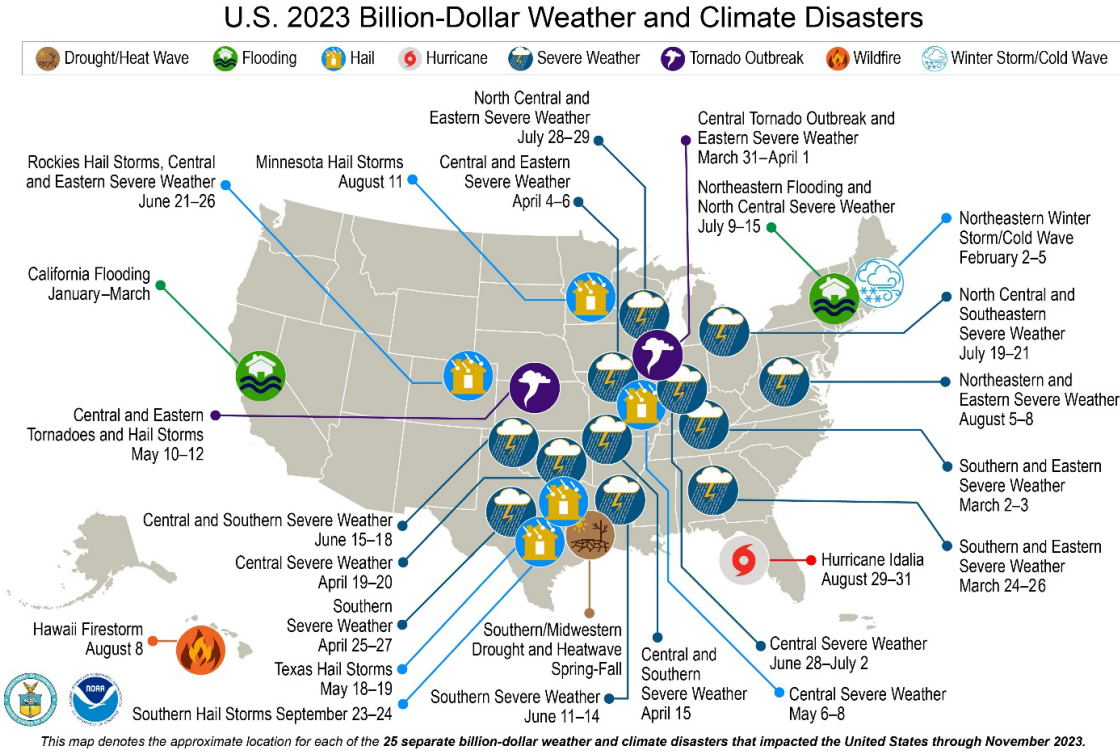 U.S. 2023 Billion-Dollar Weather and Climate Disasters
Drought/Heat Wave
Flooding
Hail
Hurricane
Severe Weather
Tornado Outbreak
Wildfire
Winter Storm/Cold Wave
North Central and
Eastern Severe Weather
July 28–29
Central Tornado Outbreak and
Eastern Severe Weather
March 31–April 1
Rockies Hail Storms, Central
and Eastern Severe Weather
June 21–26
Minnesota Hail Storms
August 11
Central and Eastern
Severe Weather
April 4–6
Northeastern Flooding and
North Central Severe Weather
July 9–15
Northeastern Winter
Storm/Cold Wave
February 2–5
California Flooding
January–March
North Central and
Southeastern
Severe Weather
July 19–21
Northeastern and
Eastern Severe Weather
August 5–8
Central and Eastern
Tornadoes and Hail Storms
May 10–12
Southern and Eastern
Severe Weather
March 2–3
Central and Southern Severe Weather
June 15–18
Southern and Eastern
Severe Weather
March 24–26
Central Severe Weather
April 19–20
Hurricane Idalia
August 29–31
Southern
Severe Weather
April 25–27
Hawaii Firestorm
August 8
Southern/Midwestern
Drought and Heatwave
Spring-Fall
Central and
Southern
Severe Weather
April 15
Central Severe Weather
June 28–July 2
Texas Hail Storms
May 18–19
Southern Severe Weather
June 11–14
Central Severe Weather
May 6–8
Southern Hail Storms September 23–24
NOAA
This map denotes the approximate location for each of the 25 separate billion-dollar weather and climate disasters that impacted the United States through November 2023.